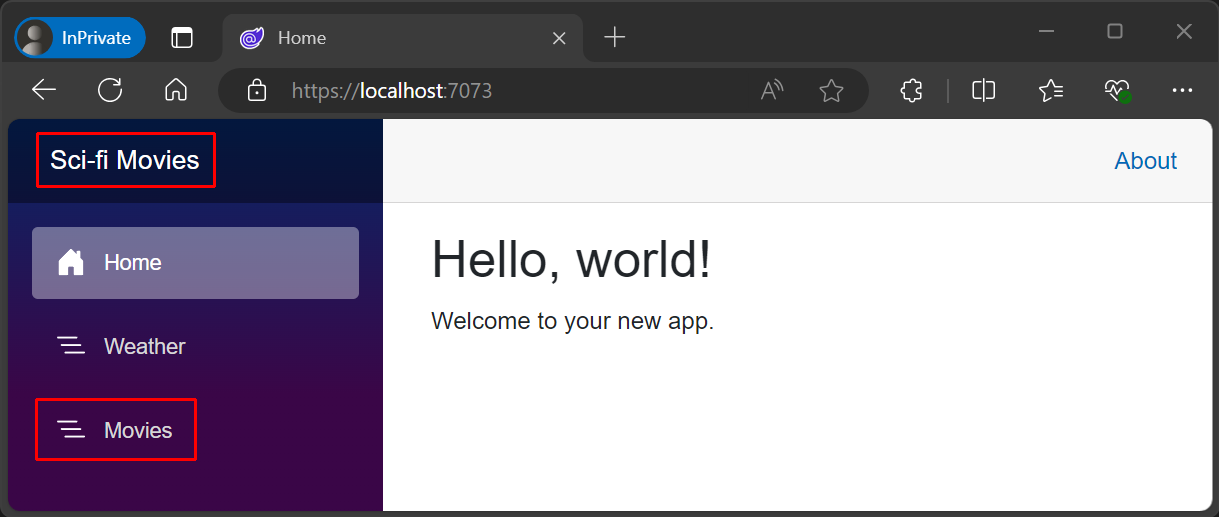 InPrivate
Home
https://localhost:7073
Sci-fi Movies
About
Home
Weather
Movies
Hello, world!
Welcome to your new app.